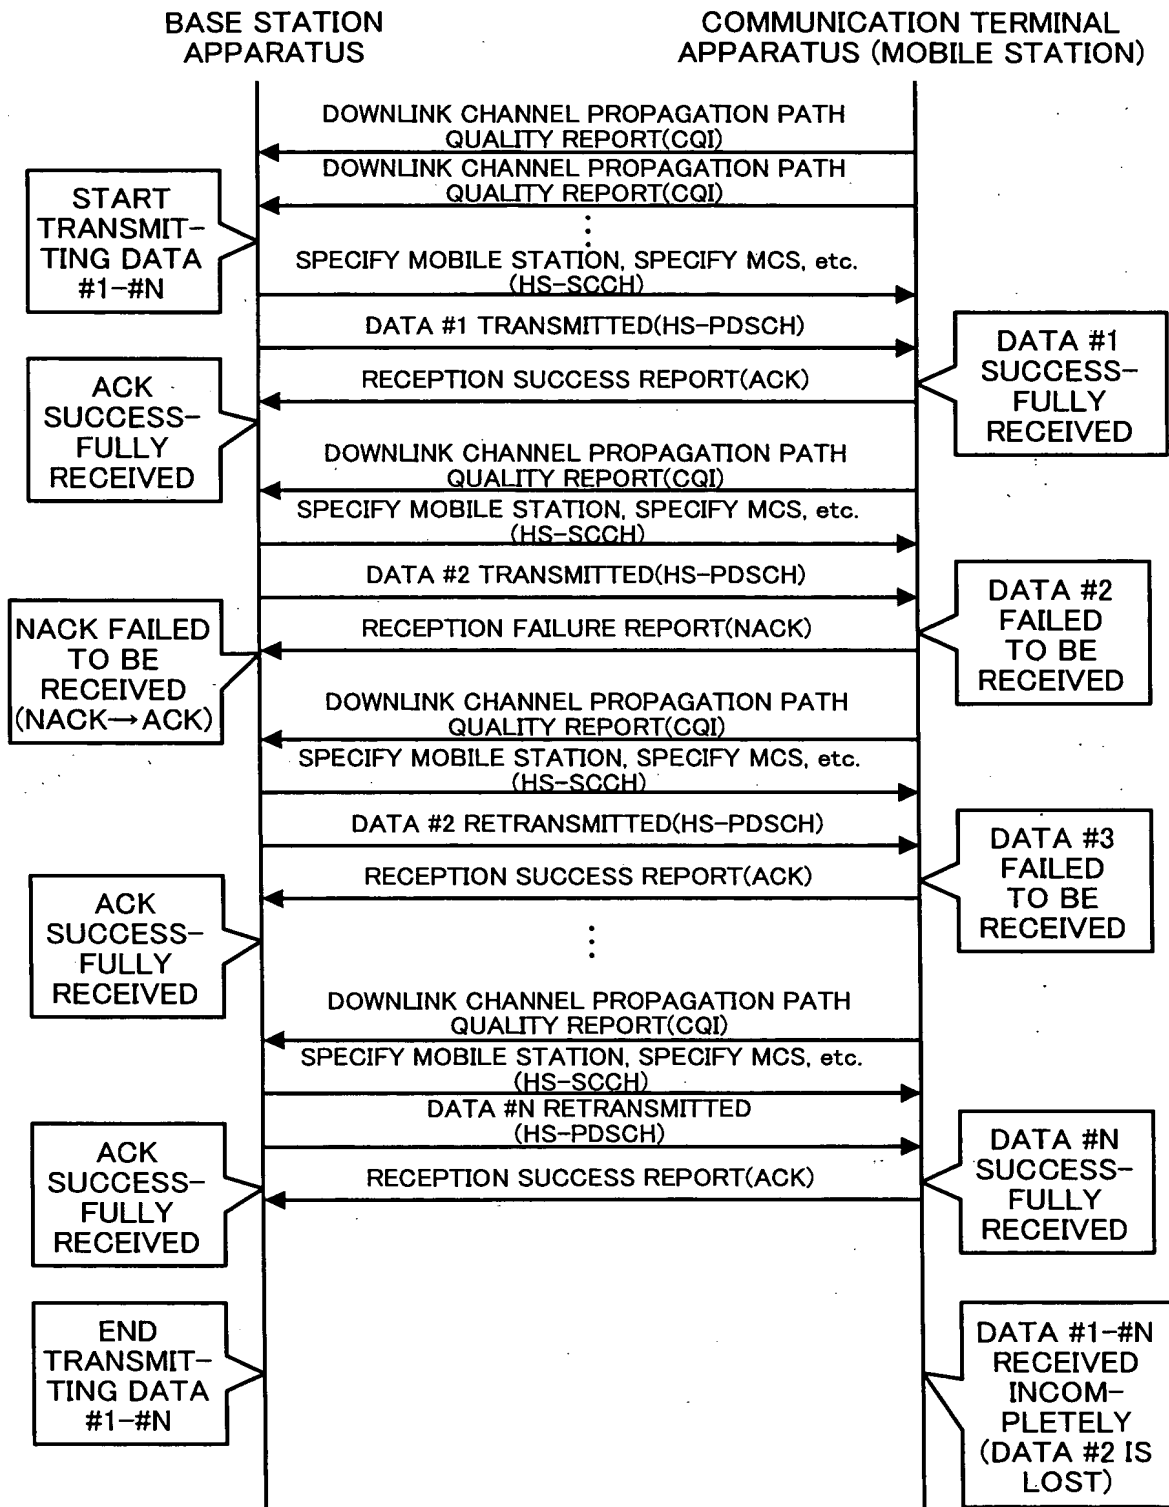 BASE STATION
APPARATUS
COMMUNICATION TERMINAL
APPARATUS (MOBILE STATION)
DOWNLINK CHANNEL PROPAGATION PATH
QUALITY REPORT(CQI)
DOWNLINK CHANNEL PROPAGATION PATH
QUALITY REPORT(CQI)
START
TRANSMIT-
TING DATA
#1-#N
SPECIFY MOBILE STATION, SPECIFY MCS, etc.
(HS-SCCH)
DATA #1 TRANSMITTED(HS-PDSCH)
DATA #1
SUCCESS-
FULLY
RECEIVED
RECEPTION SUCCESS REPORT(ACK)
ACK
SUCCESS-
FULLY
RECEIVED
DOWNLINK CHANNEL PROPAGATION PATH
QUALITY REPORT(CQI)
SPECIFY MOBILE STATION, SPECIFY MCS, etc.
(HS-SCCH)
DATA #2 TRANSMITTED(HS-PDSCH)
DATA #2
FAILED
TO BE
RECEIVED
RECEPTION FAILURE REPORT(NACK)
NACK FAILED
TO BE
RECEIVED
(NACK→ACK)
DOWNLINK CHANNEL PROPAGATION PATH
QUALITY REPORT(CQI)
SPECIFY MOBILE STATION, SPECIFY MCS, etc.
(HS-SCCH)
DATA #2 RETRANSMITTED(HS-PDSCH)
DATA #3
FAILED
TO BE
RECEIVED
RECEPTION SUCCESS REPORT(ACK)
ACK
SUCCESS-
FULLY
RECEIVED
DOWNLINK CHANNEL PROPAGATION PATH
QUALITY REPORT(CQI)
SPECIFY MOBILE STATION, SPECIFY MCS, etc.
(HS-SCCH)
DATA #N RETRANSMITTED
(HS-PDSCH)
DATA #N
SUCCESS-
FULLY
RECEIVED
RECEPTION SUCCESS REPORT(ACK)
ACK
SUCCESS-
FULLY
RECEIVED
END
TRANSMIT-
TING DATA
#1-#N
DATA #1-#N
RECEIVED
INCOM-
PLETELY
(DATA #2 IS
LOST)